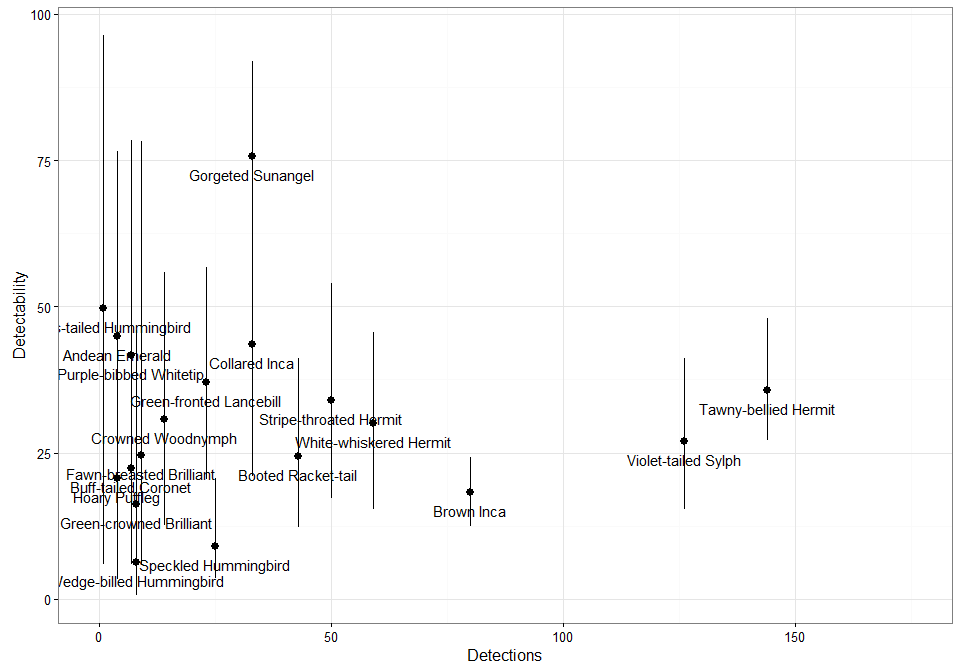 100
75
50
25
0
Detectability
Gorgeted Sunangel
s-tailed Hummingbird
Andean Emerald
Collared Inca
Purple-bibbed Whitetip
Green-fronted Lancebill
Tawny-bellied Hermit
Stripe-throated Hermit
Crowned Woodnymph
White-whiskered Hermit
Violet-tailed Sylph
Fawn-breasted Brilliant
Booted Racket-tail
Buff-tailed Coronet
Hoary Puffleg
Brown Inca
Green-crowned Brilliant
Speckled Hummingbird
Wedge-billed Hummingbird
0
50
100
150
Detections